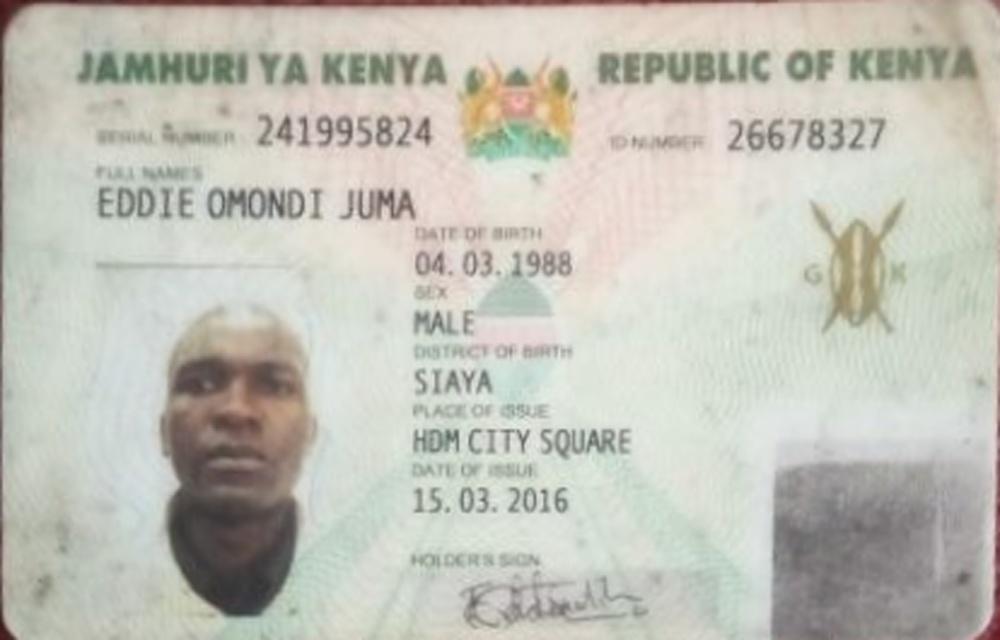 JAMHURI YA KENYA REPUBLIC OF KENYA
SERIAL NUMBER 241995824 ID NUMBER 26678327
FULL NAMES
EDDIE OMONDI JUMA
DATE OF BIRTH
04. 03. 1988
SEX
MALE
DISTRICT OF BIRTH
SIAYA
PLACE OF ISSUE
HDM CITY SQUARE
DATE OF ISSUE
15. 03. 2016
G K
HOLDER'S SIGN